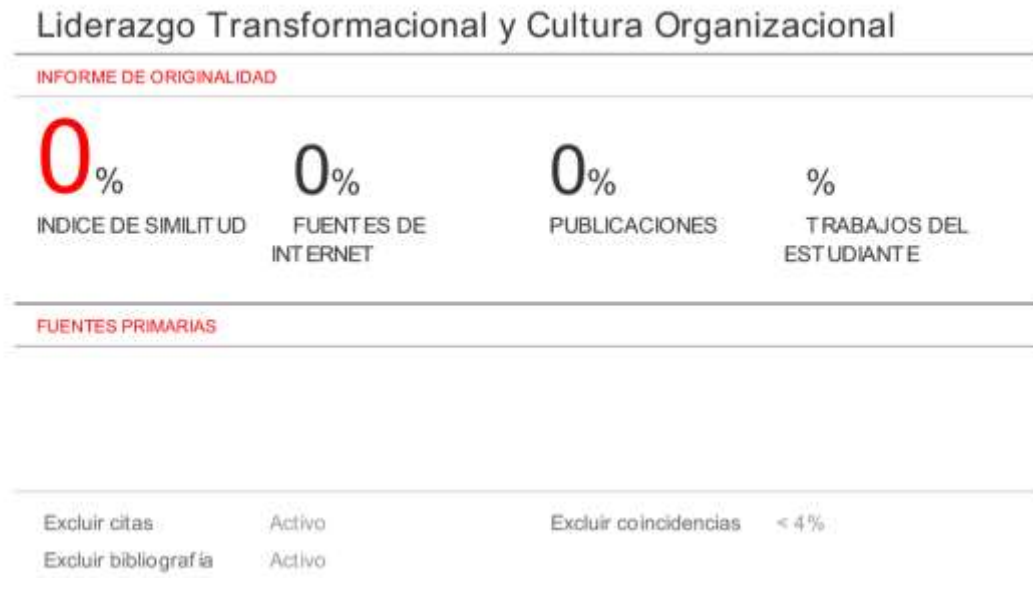 Liderazgo Transformacional y Cultura Organizacional
INFORME DE ORIGINALIDAD
0% 0% 0% %
INDICE DE SIMILITUD FUENTES DE INTERNET PUBLICACIONES TRABAJOS DEL ESTUDIANTE
FUENTES PRIMARIAS
Excluir citas Activo Excluir coincidencias < 4%
Excluir bibliografía Activo